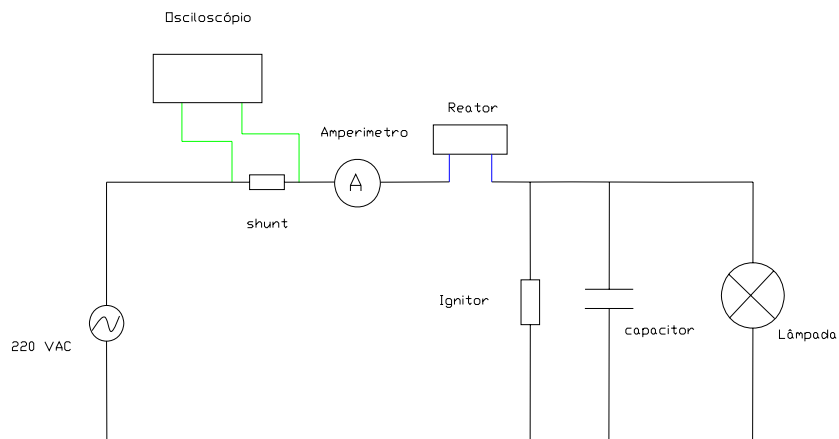 Osciloscópio
Reator
Amperimetro
A
shunt
Ignitor
capacitor
Lâmpada
220 VAC